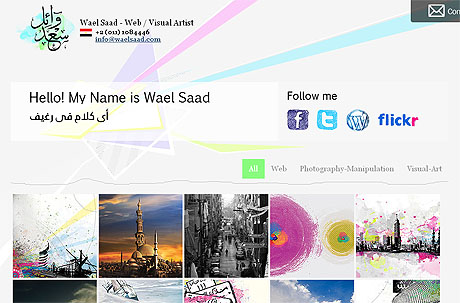 وائل سعد
Wael Saad - Web / Visual Artist
+2 (011) 1084446
info@waelsaad.com
Con
Hello! My Name is Wael Saad
أى كلام فى رغيف
Follow me
flickr
All Web Photography-Manipulation Visual-Art